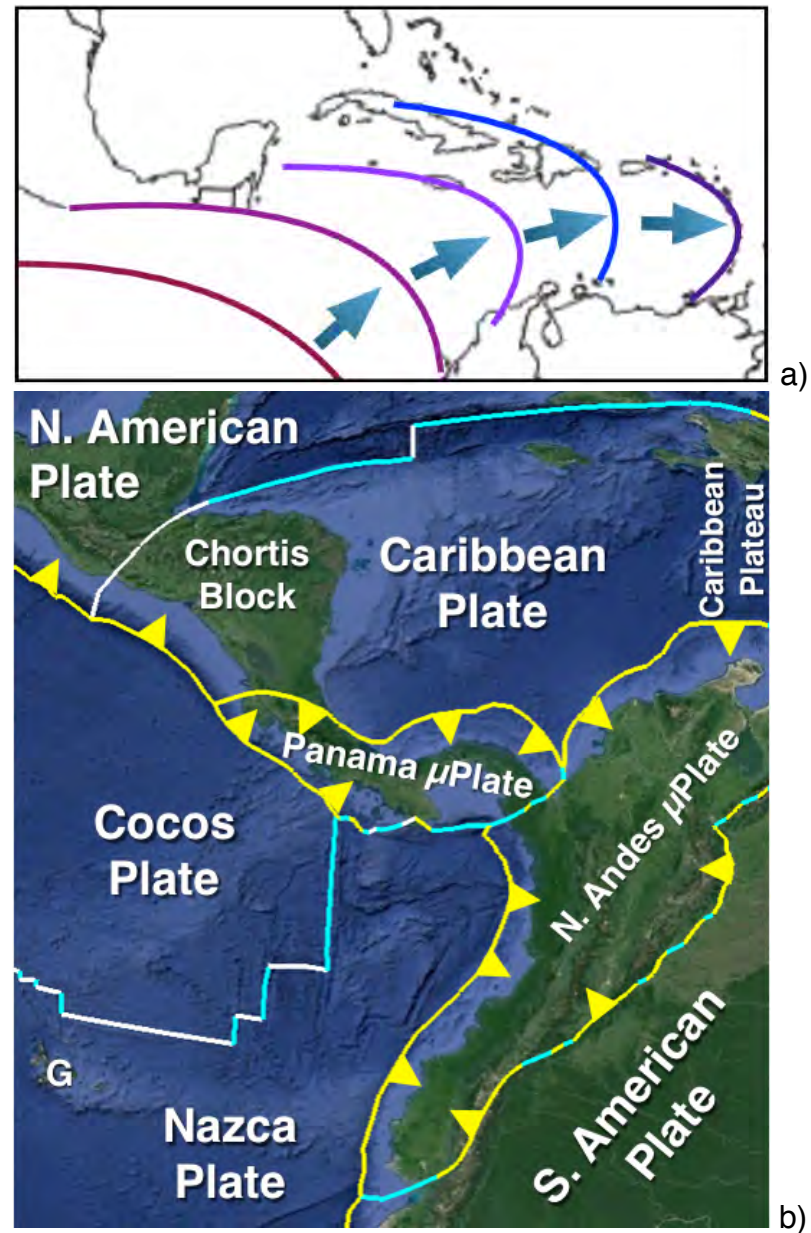 a)
N. American
Plate
Chortis
Block
Caribbean
Plate
Caribbean
Plateau
Panama μPlate
Cocos
Plate
N. Andes μPlate
G
Nazca
Plate
S. American
Plate
b)